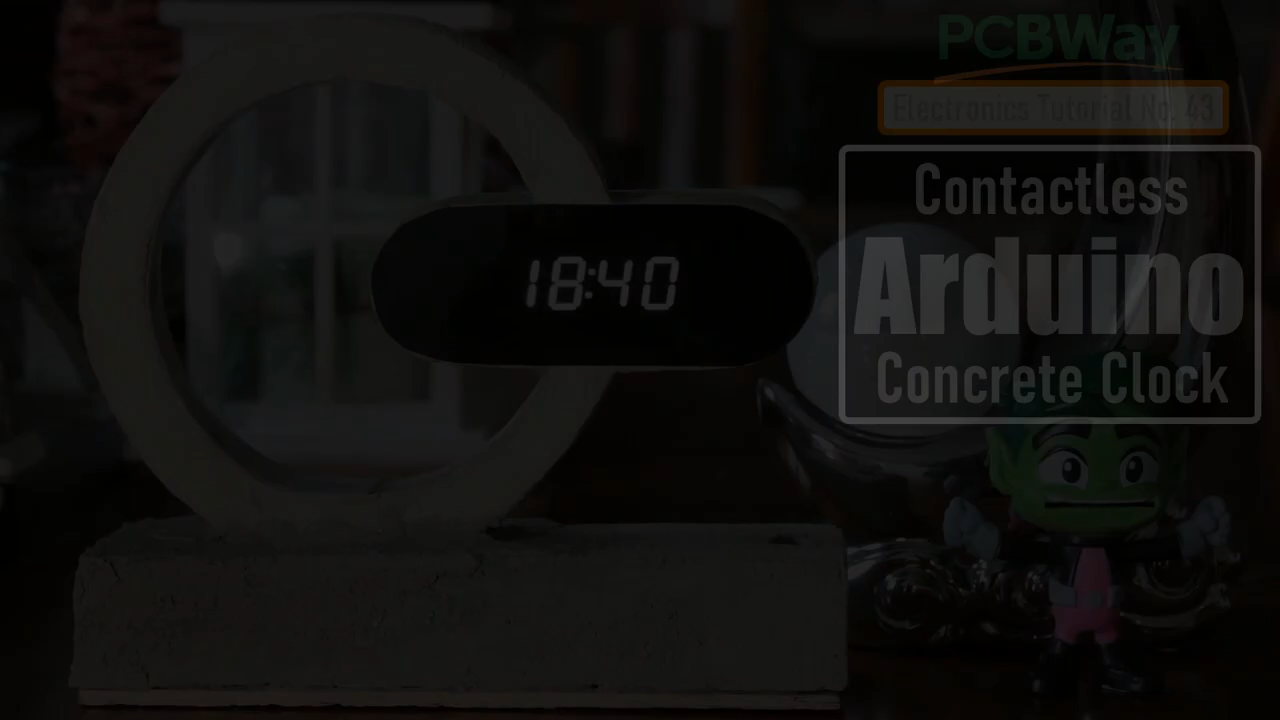 PCBWay
Electronics Tutorial No. 43
Contactless
Arduino
Concrete Clock
18:40